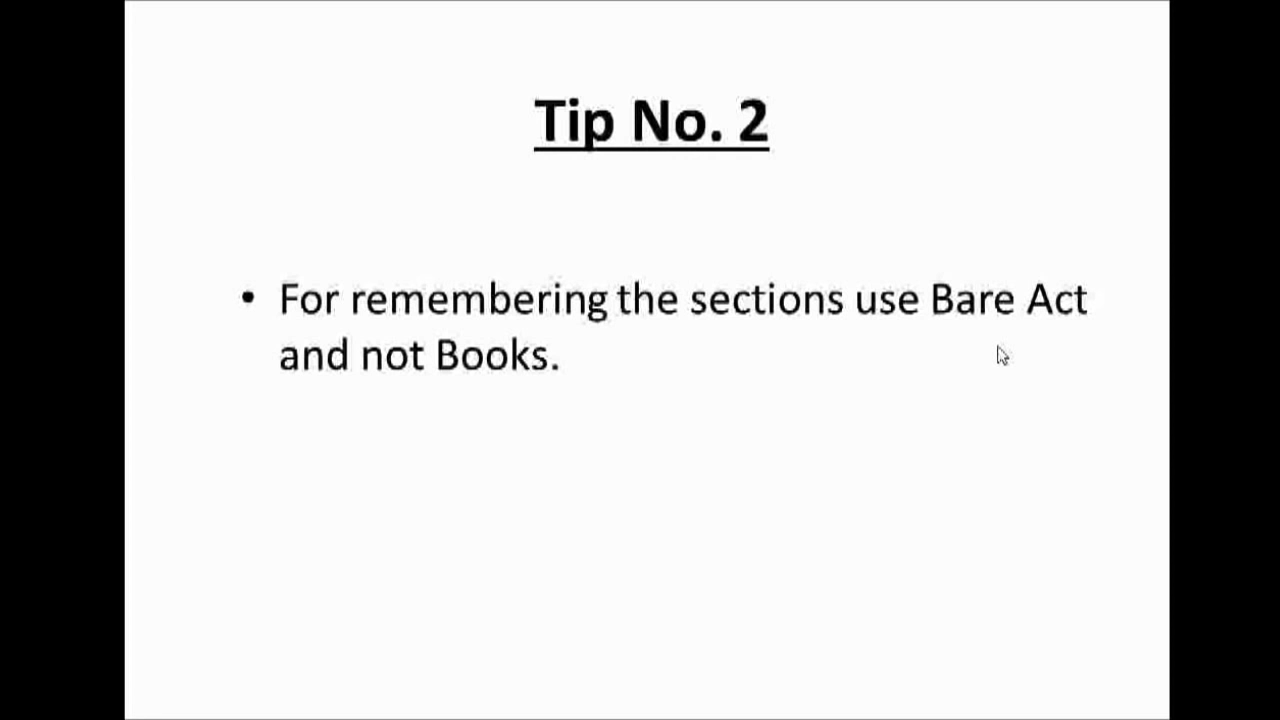 Tip No. 2
• For remembering the sections use Bare Act
and not Books.